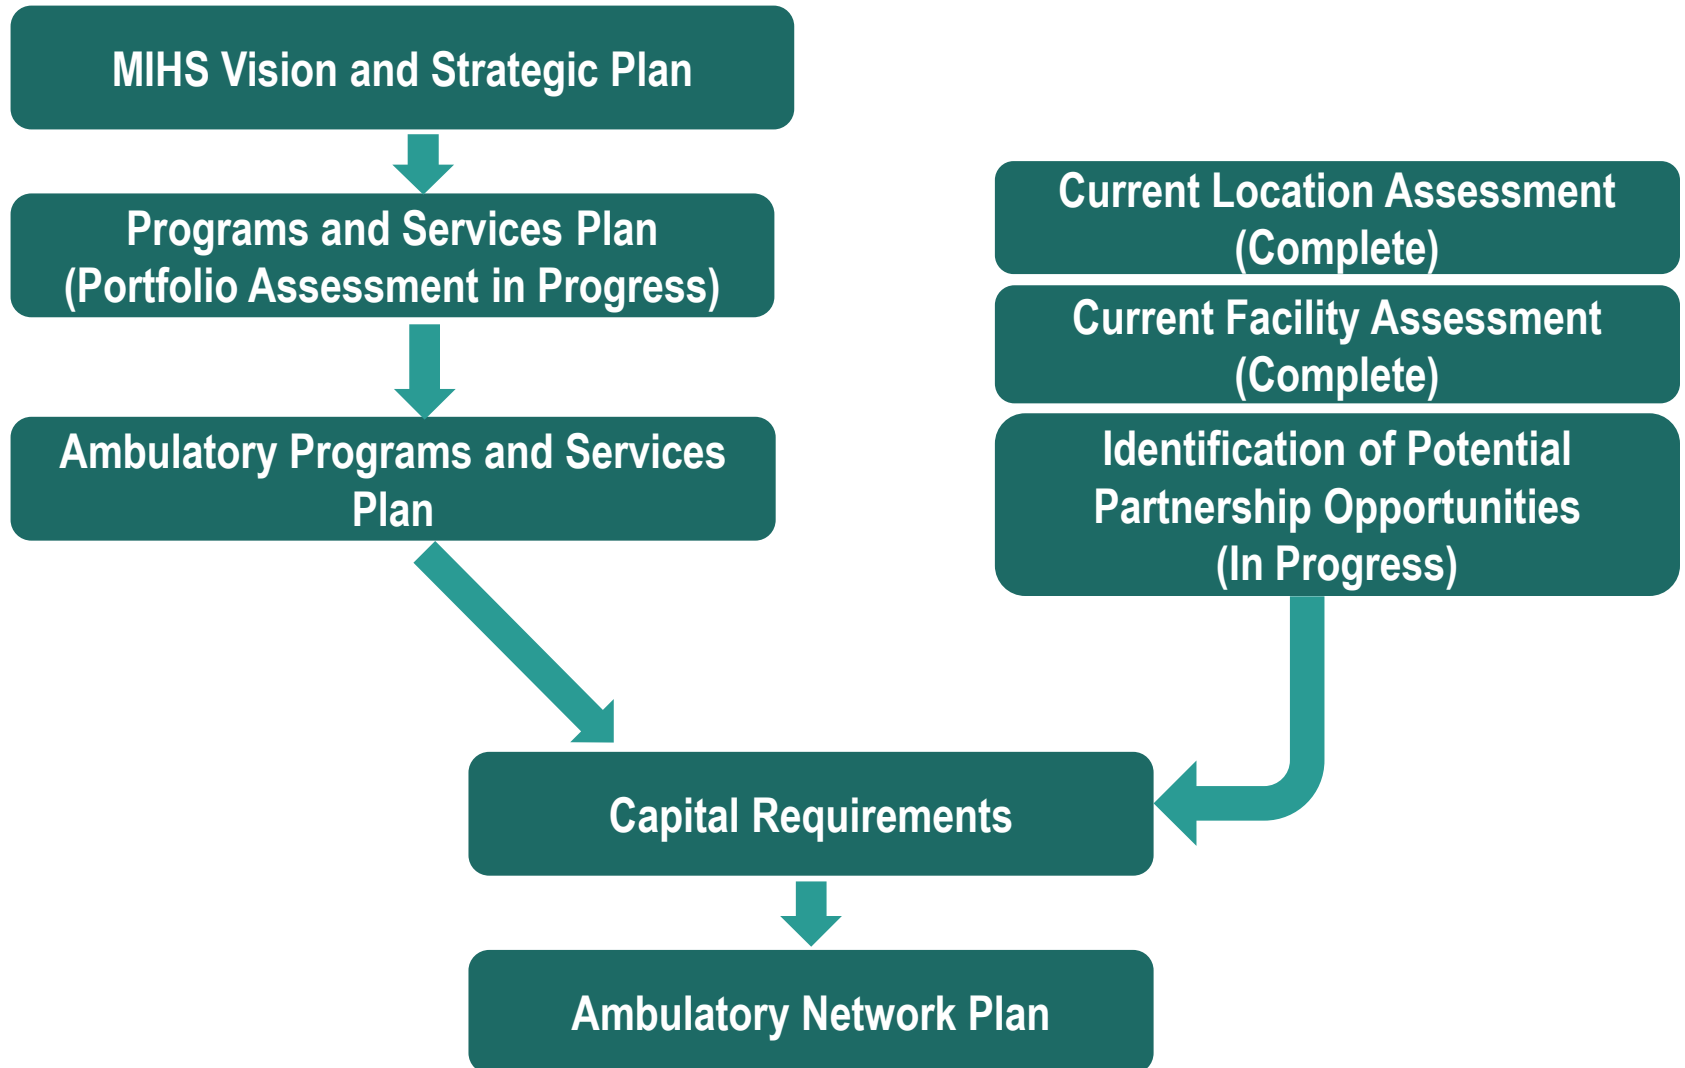 MIHS Vision and Strategic Plan
Programs and Services Plan
(Portfolio Assessment in Progress)
Ambulatory Programs and Services
Plan
Current Location Assessment
(Complete)
Current Facility Assessment
(Complete)
Identification of Potential
Partnership Opportunities
(In Progress)
Capital Requirements
Ambulatory Network Plan